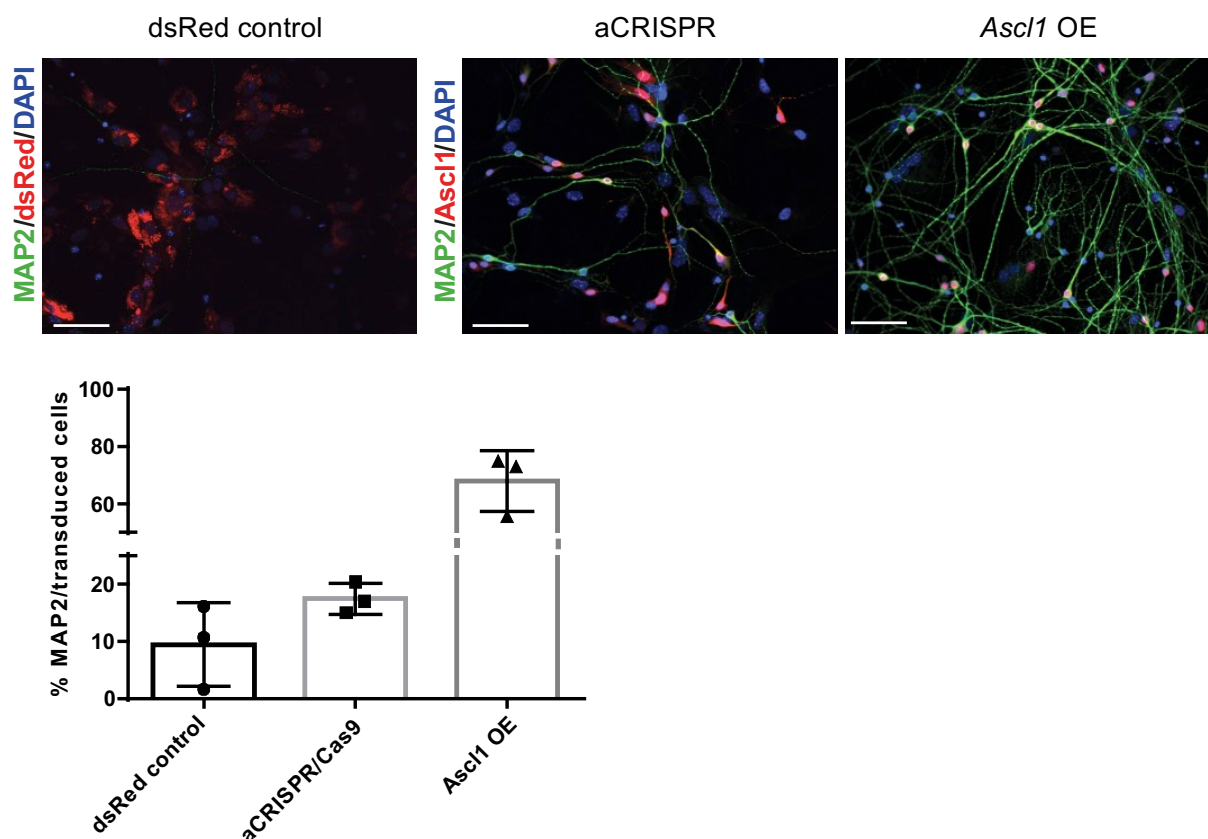 dsRed control
aCRISPR
Ascl1 OE
MAP2/dsRed/DAPI
MAP2/Ascl1/DAPI
% MAP2/transduced cells
100
80
60
20
10
0
dsRed control
aCRISPR/Cas9
Ascl1 OE